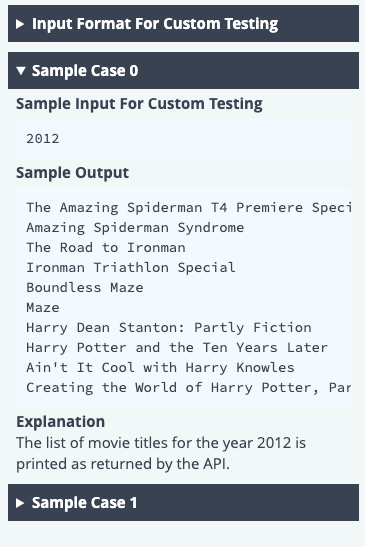 Input Format For Custom Testing
Sample Case 0
Sample Input For Custom Testing
2012
Sample Output
The Amazing Spiderman T4 Premiere Speci
Amazing Spiderman Syndrome
The Road to Ironman
Ironman Triathlon Special
Boundless Maze
Maze
Harry Dean Stanton: Partly Fiction
Harry Potter and the Ten Years Later
Ain't It Cool with Harry Knowles
Creating the World of Harry Potter, Par
Explanation
The list of movie titles for the year 2012 is
printed as returned by the API.
Sample Case 1